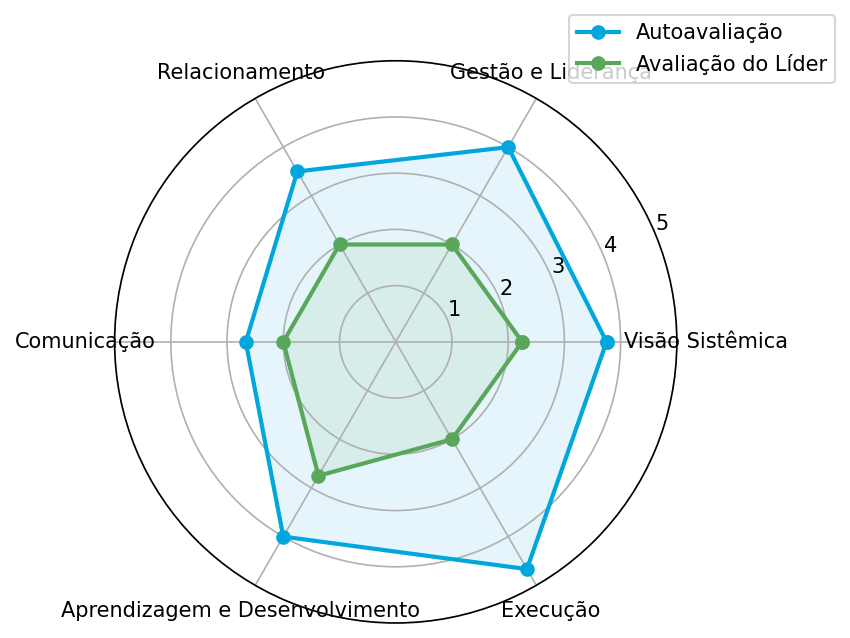 Autoavaliação
Avaliação do Líder
Relacionamento
Gestão e Liderança
5
4
3
2
1
Comunicação
Visão Sistêmica
Aprendizagem e Desenvolvimento
Execução